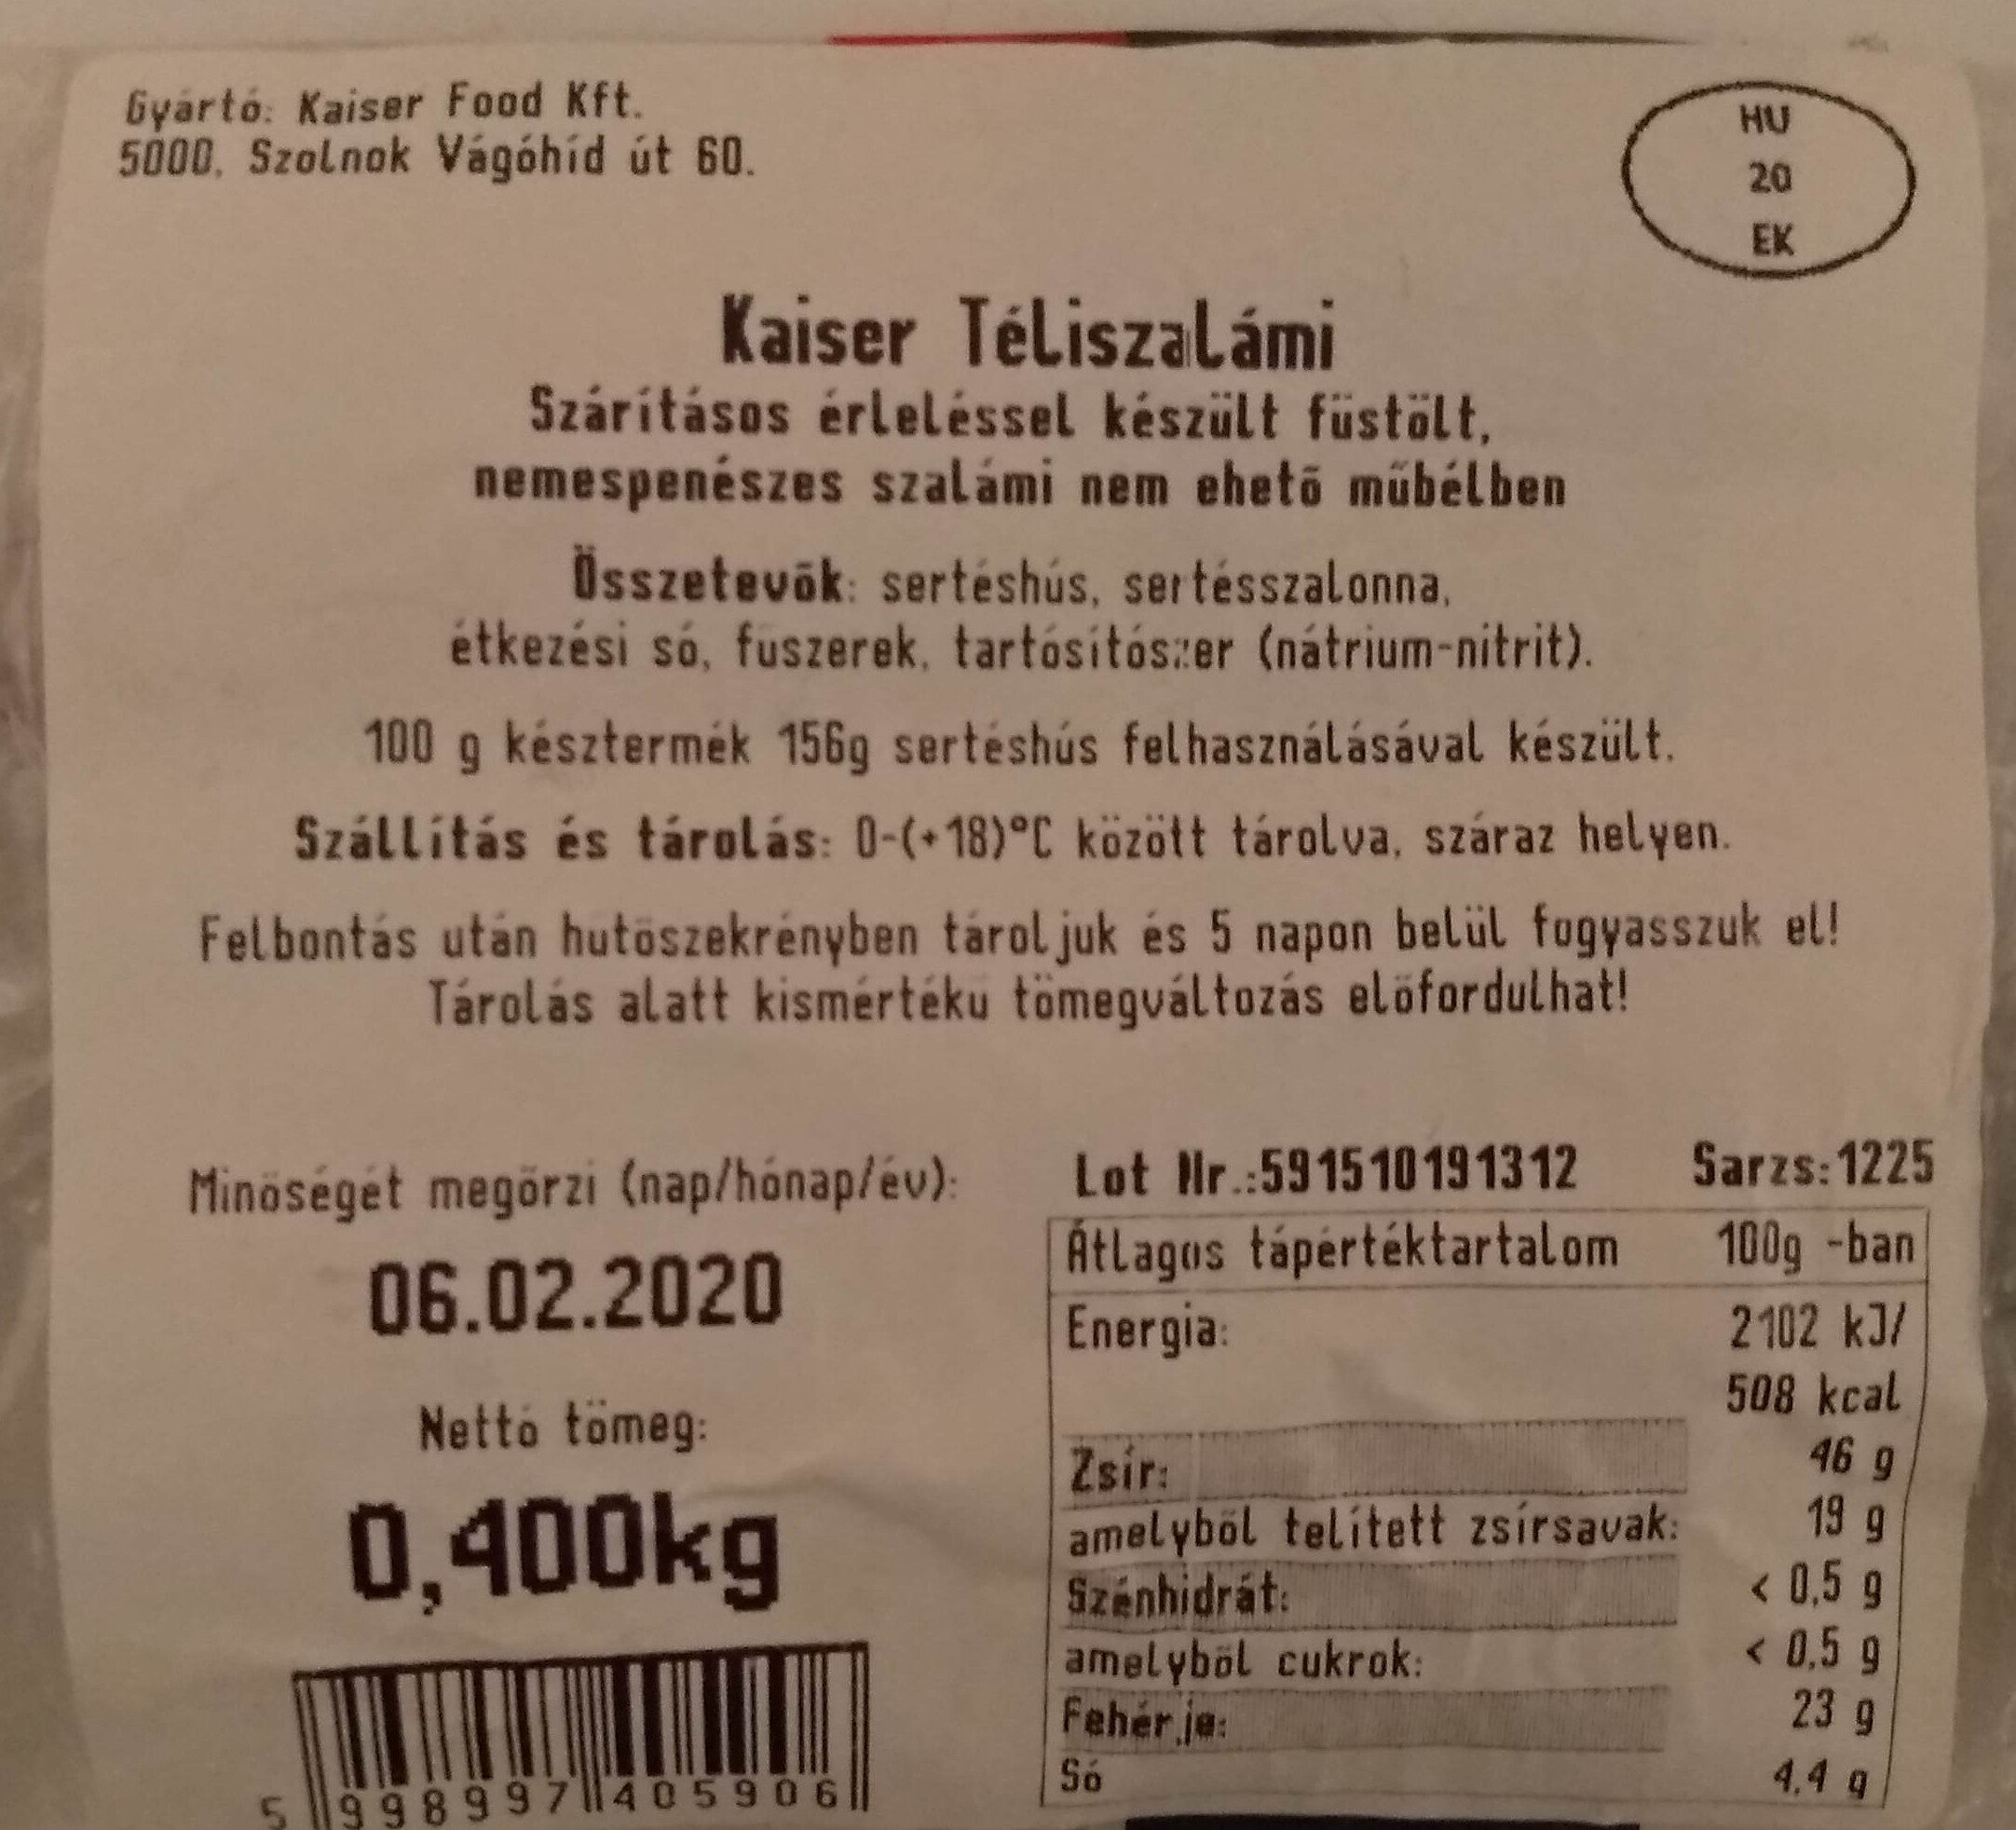 Gyártó: Kaiser Food Kft.
5000, Szolnok Vágóhíd út 60.
HU
20
EK
Kaiser Téliszalámi
Szárításos érleléssel készült füstölt,
nemespenészes szalámi nem ehetõ mûbélben
Összetevõk: sertéshús, sertésszalonna,
étkezési só, fuszerek, tartósítószer (nátrium-nitrit).
100 g késztermék 156g sertéshús felhasználásával készült.
Szállítás és tárolás: 0-(+18)°C között tárolva, száraz helyen.
Felbontás után hutöszekrényben tároljuk és 5 napon belül fogyasszuk el!
Tárolás alatt kismértéku tömegváltozás elöfordulhat!
Minöségét megörzi (nap/hónap/év):
06.02.2020
Nettó tömeg:
0,400kg
5 998997 405906
Lot Nr.:591510191312 Sarzs:1225
Átlagos tápértéktartalom 100g -ban
Energia: 2102 kJ/
508 kcal
Zsír: 46 g
amelyböl telített zsírsavak: 19 g
Szénhidrát: < 0,5 g
amelyböl cukrok: < 0,5 g
Fehérje: 23 g
Só 4,4 g